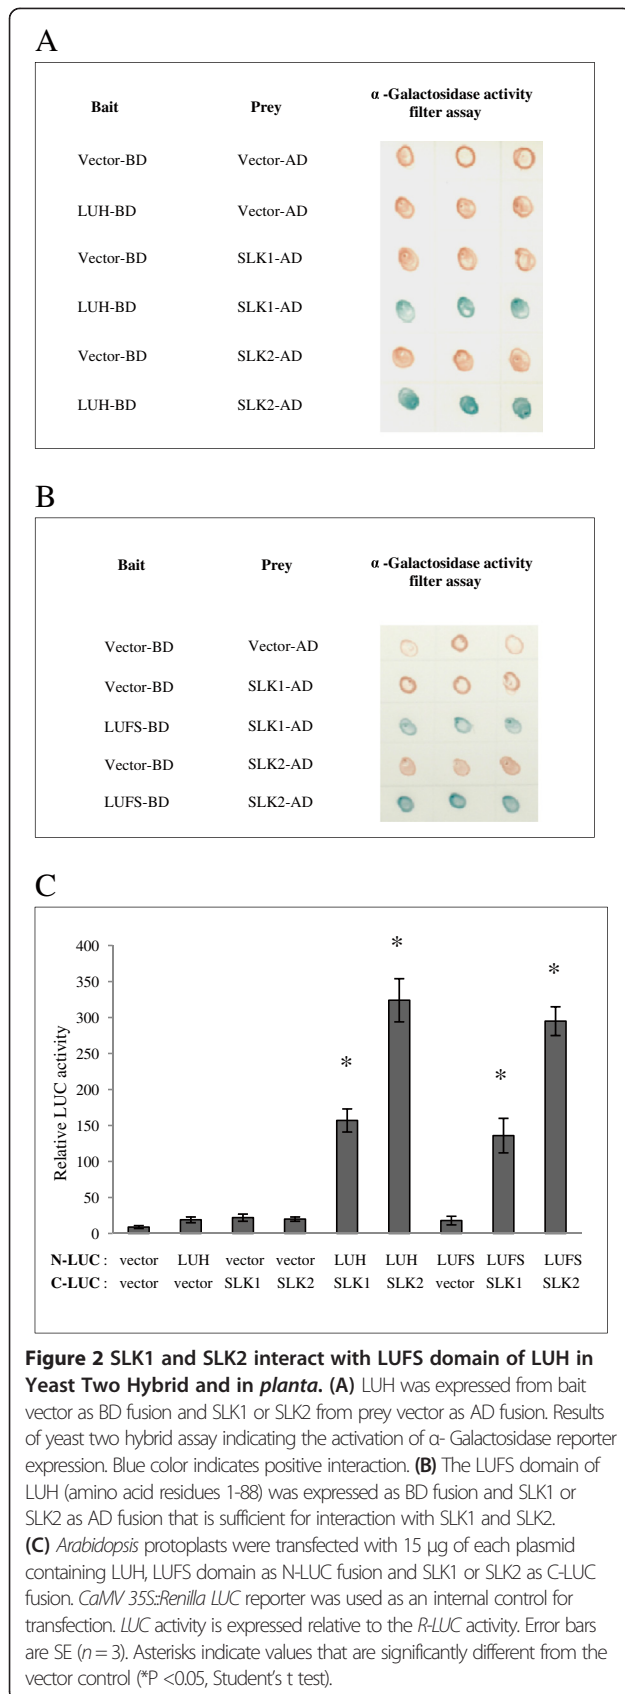 A
Bait Prey α -Galactosidase activity
filter assay
Vector-BD Vector-AD
LUH-BD Vector-AD
Vector-BD SLK1-AD
LUH-BD SLK1-AD
Vector-BD SLK2-AD
LUH-BD SLK2-AD
B
Bait Prey α -Galactosidase activity
filter assay
Vector-BD Vector-AD
Vector-BD SLK1-AD
LUFS-BD SLK1-AD
Vector-BD SLK2-AD
LUFS-BD SLK2-AD
C
Relative LUC activity
400
350
300
250
200
150
100
50
0
* * * *
N-LUC : vector LUH vector vector LUH LUH LUFS LUFS LUFS
C-LUC : vector vector SLK1 SLK2 SLK1 SLK2 vector SLK1 SLK2
Figure 2 SLK1 and SLK2 interact with LUFS domain of LUH in
Yeast Two Hybrid and in planta. (A) LUH was expressed from bait
vector as BD fusion and SLK1 or SLK2 from prey vector as AD fusion. Results
of yeast two hybrid assay indicating the activation of α- Galactosidase reporter
expression. Blue color indicates positive interaction. (B) The LUFS domain of
LUH (amino acid residues 1-88) was expressed as BD fusion and SLK1 or
SLK2 as AD fusion that is sufficient for interaction with SLK1 and SLK2.
(C) Arabidopsis protoplasts were transfected with 15 μg of each plasmid
containing LUH, LUFS domain as N-LUC fusion and SLK1 or SLK2 as C-LUC
fusion. CaMV 35S::Renilla LUC reporter was used as an internal control for
transfection. LUC activity is expressed relative to the R-LUC activity. Error bars
are SE (n = 3). Asterisks indicate values that are significantly different from the
vector control (*P <0.05, Student's t test).